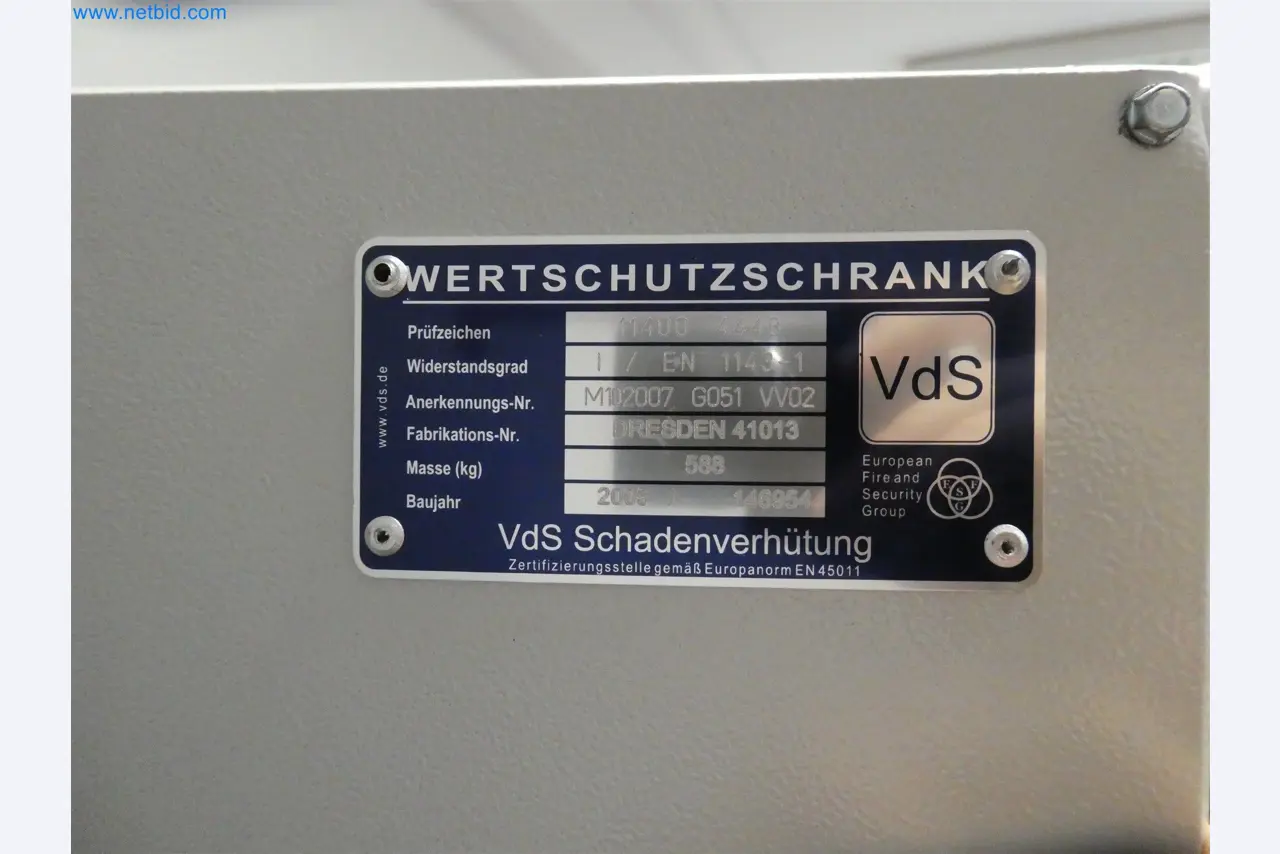 www.netbid.com
WERTSCHUTZSCHRANK
Prüfzeichen
Widerstandsgrad I / EN 1143-1
Anerkennungs-Nr. M102007 G051 VV02
Fabrikations-Nr. DRESDEN 41013
Masse (kg) 588
Baujahr 146954
www.vds.de
VdS
European
Fire and
Security
Group
F S F G
VdS Schadenverhütung
Zertifizierungsstelle gemäß Europanorm EN 45011